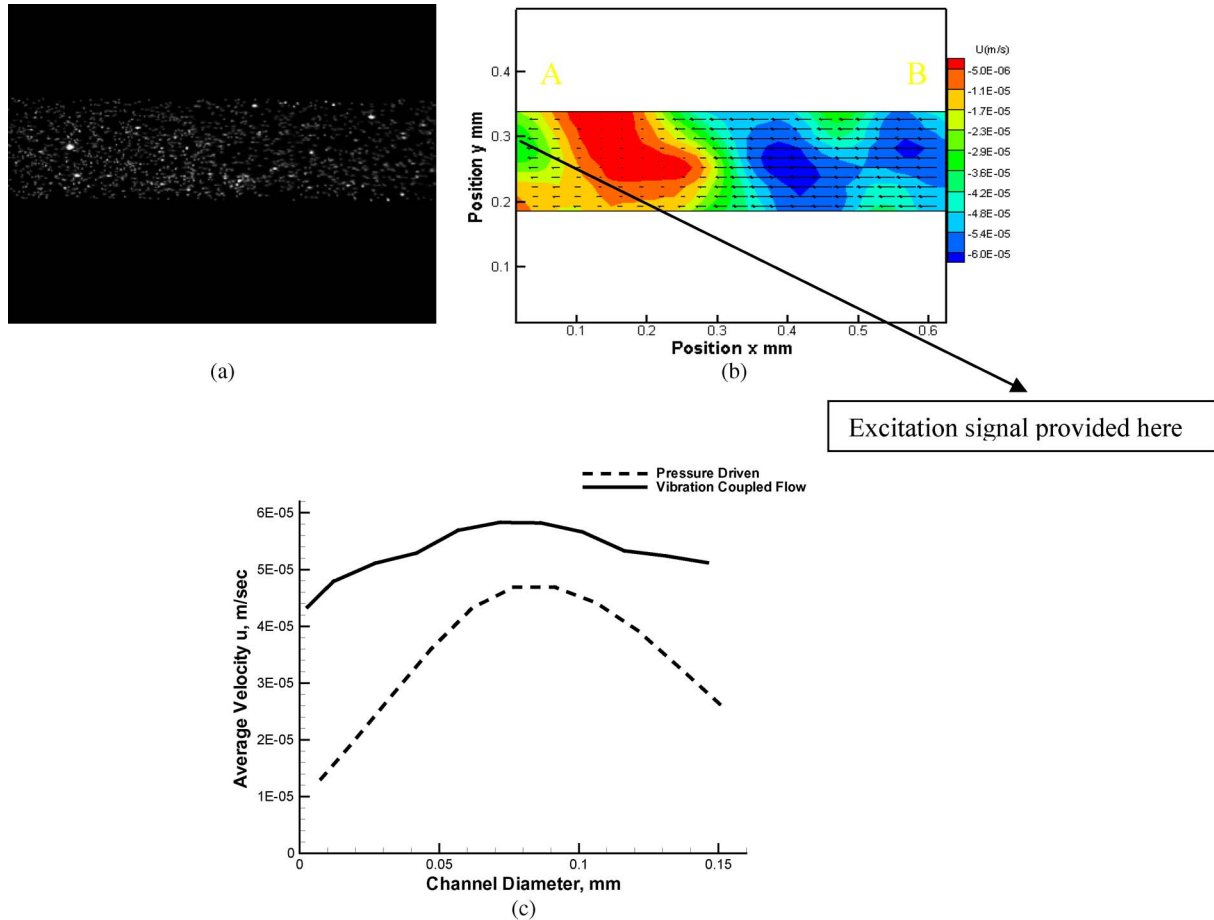 A B
U(m/s)
-5.0E-06
-1.1E-05
-1.7E-05
-2.3E-05
-2.9E-05
-3.6E-05
-4.2E-05
-4.8E-05
-5.4E-05
-6.0E-05
0.4
0.3
0.2
0.1
Position y mm
0.1 0.2 0.3 0.4 0.5 0.6
Position x mm
(a)
(b)
Excitation signal provided here
Pressure Driven
Vibration Coupled Flow
6E-05
5E-05
4E-05
3E-05
2E-05
1E-05
0
Average Velocity u, m/sec
0 0.05 0.1 0.15
Channel Diameter, mm
(c)